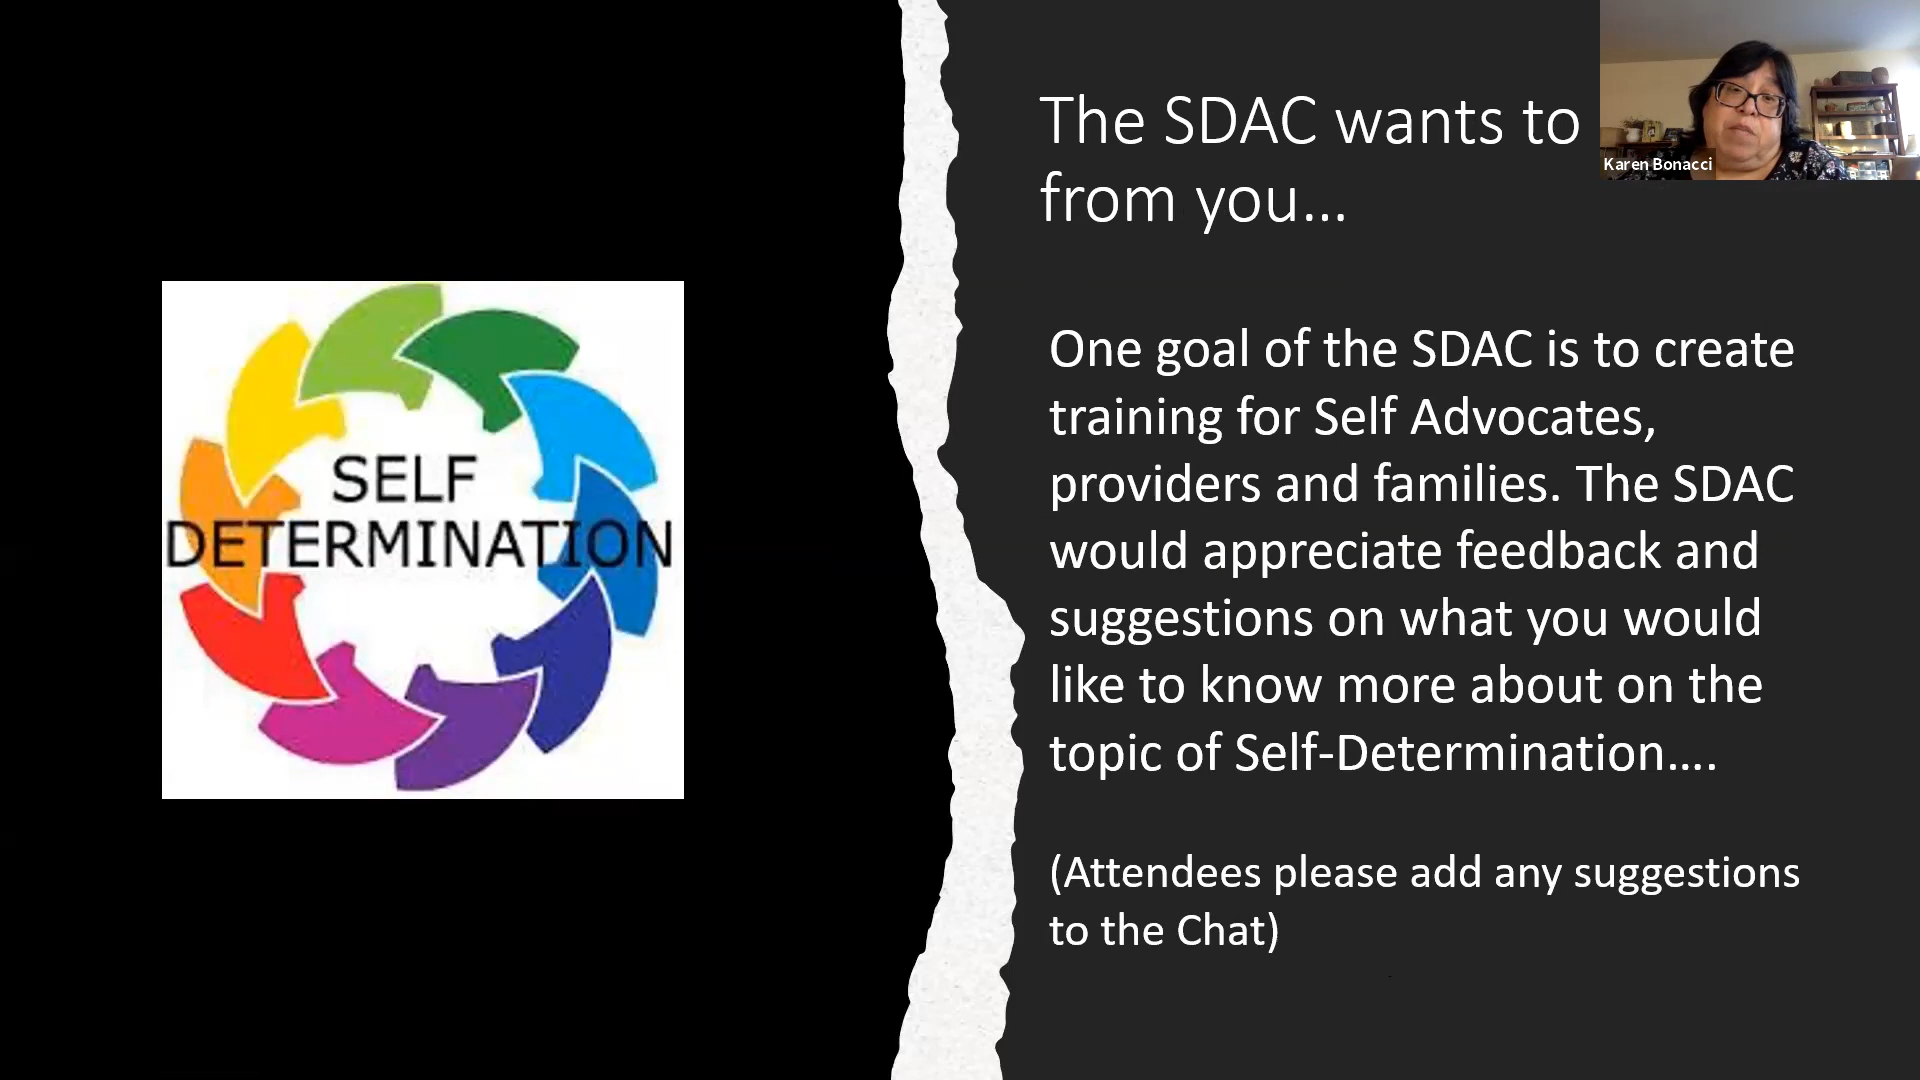 The SDAC wants to
from you...
Karen Bonacci
SELF
DETERMINATION
One goal of the SDAC is to create
training for Self Advocates,
providers and families. The SDAC
would appreciate feedback and
suggestions on what you would
like to know more about on the
topic of Self-Determination....
(Attendees please add any suggestions
to the Chat)